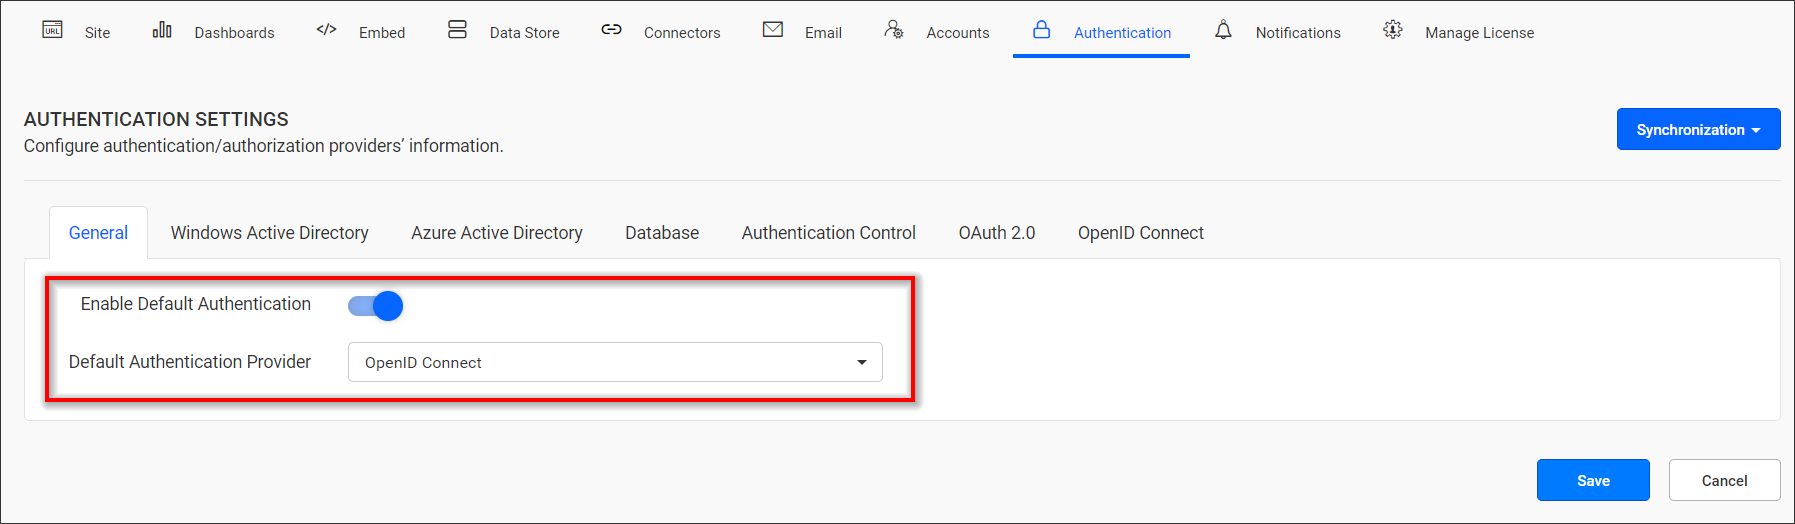 URL Site Dashboards </> Embed Data Store Connectors Email Accounts Authentication Notifications Manage License
AUTHENTICATION SETTINGS
Configure authentication/authorization providers’ information.
Synchronization
General Windows Active Directory Azure Active Directory Database Authentication Control OAuth 2.0 OpenID Connect
Enable Default Authentication
Default Authentication Provider OpenID Connect
Save Cancel